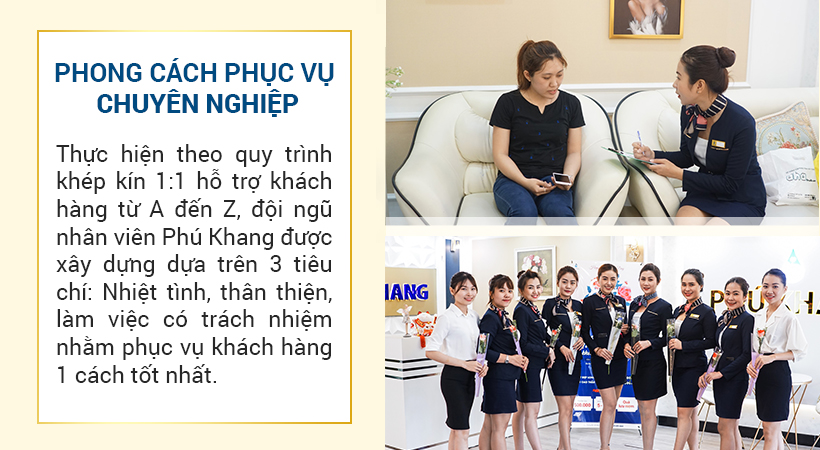 PHONG CÁCH PHỤC VỤ
CHUYÊN NGHIỆP
Thực hiện theo quy trình
khép kín 1:1 hỗ trợ khách
hàng từ A đến Z, đội ngũ
nhân viên Phú Khang được
xây dựng dựa trên 3 tiêu
chí: Nhiệt tình, thân thiện,
làm việc có trách nhiệm
nhằm phục vụ khách hàng
1 cách tốt nhất.
HANG
PHÚ KHA